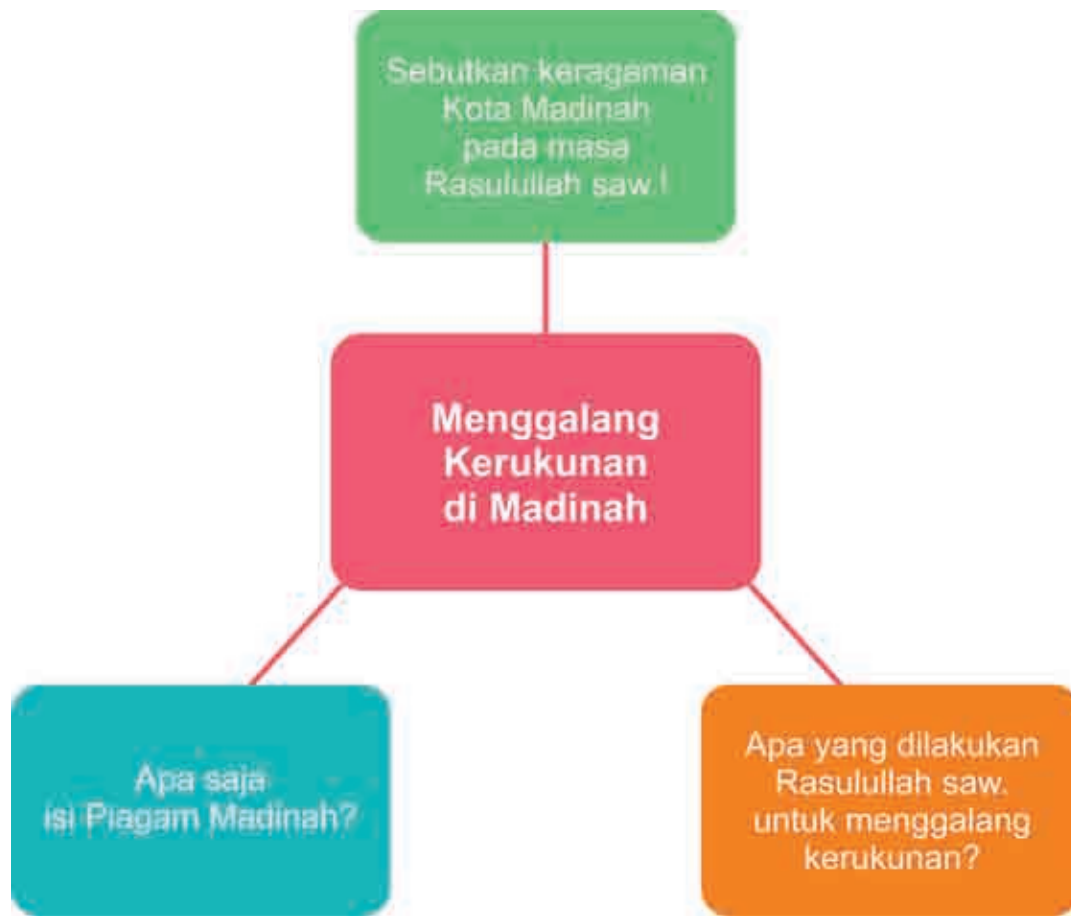 Sebutkan keragaman
Kota Madinah
pada masa
Rasulullah saw.!
Menggalang
Kerukunan
di Madinah
Apa saja
isi Piagam Madinah?
Apa yang dilakukan
Rasulullah saw.
untuk menggalang
kerukunan?